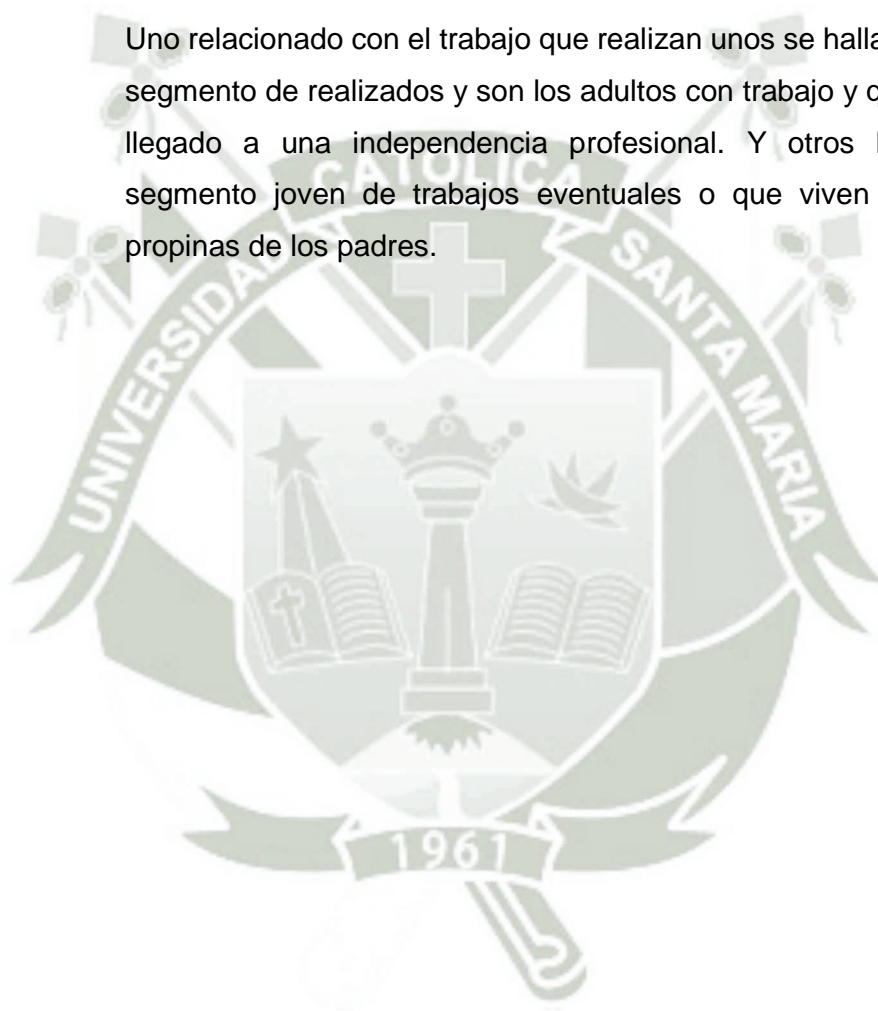 Uno relacionado con el trabajo que realizan unos se halla
segmento de realizados y son los adultos con trabajo y
llegado a una independencia profesional. Y otros
segmento joven de trabajos eventuales o que viven
propinas de los padres.
UNIVERSIDAD CATOLICA SANTA MARIA
1961